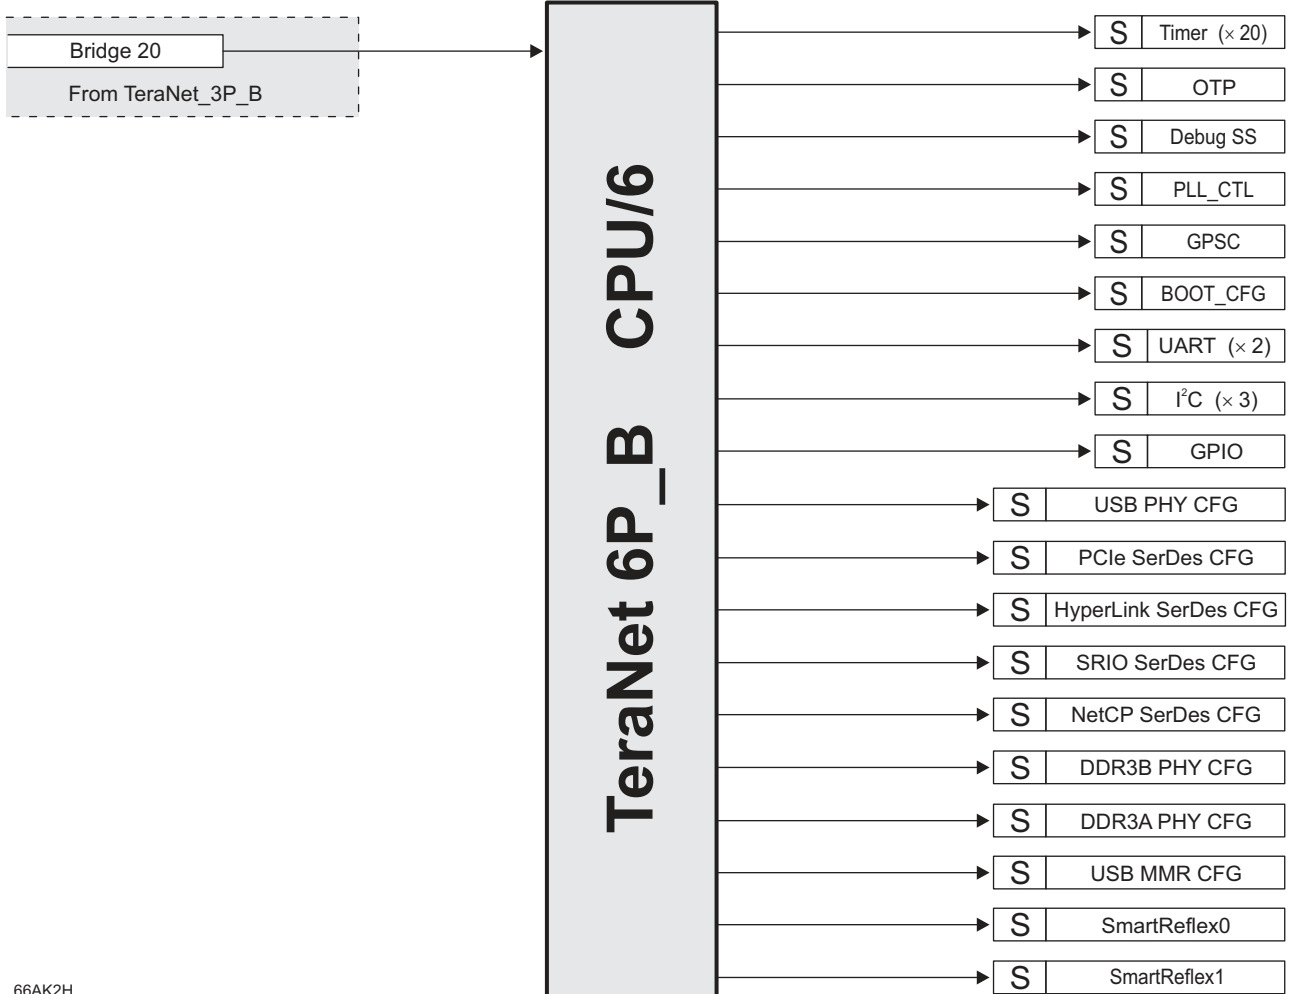 Bridge 20
From TeraNet_3P_B
TeraNet 6P_B CPU/6
S Timer (× 20)
S OTP
S Debug SS
S PLL_CTL
S GPSC
S BOOT_CFG
S UART (× 2)
S I²C (× 3)
S GPIO
S USB PHY CFG
S PCIe SerDes CFG
S HyperLink SerDes CFG
S SRIO SerDes CFG
S NetCP SerDes CFG
S DDR3B PHY CFG
S DDR3A PHY CFG
S USB MMR CFG
S SmartReflex0
S SmartReflex1
66AK2H